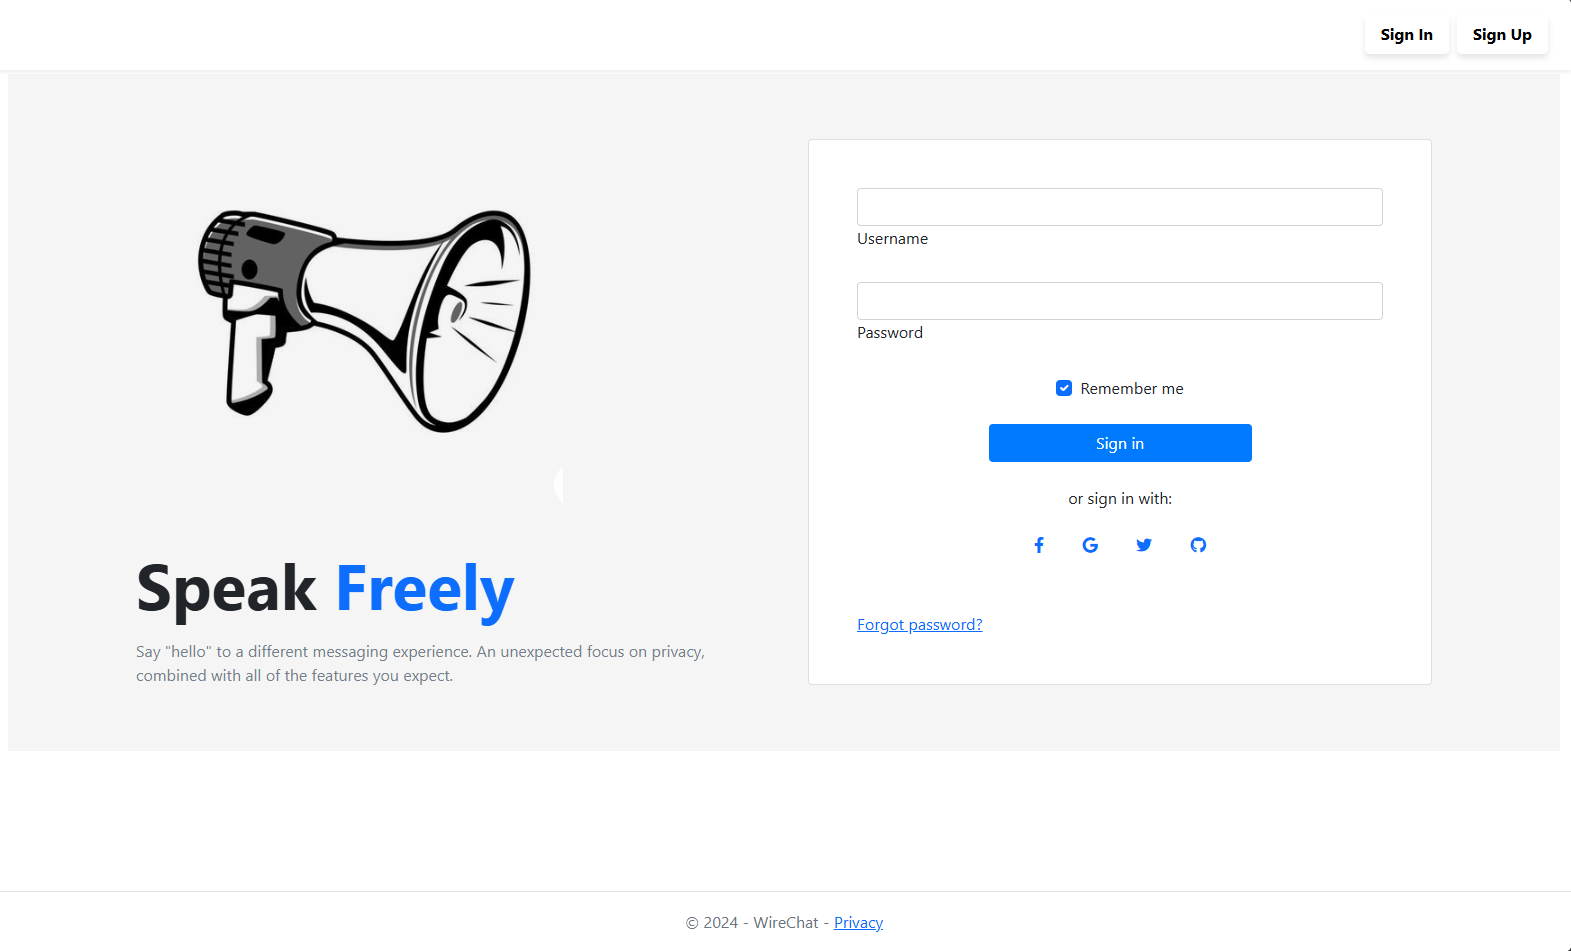 Sign In Sign Up
Username
Password
Remember me
Sign in
or sign in with:
Forgot password?
Speak Freely
Say "hello" to a different messaging experience. An unexpected focus on privacy,
combined with all of the features you expect.
© 2024 - WireChat - Privacy